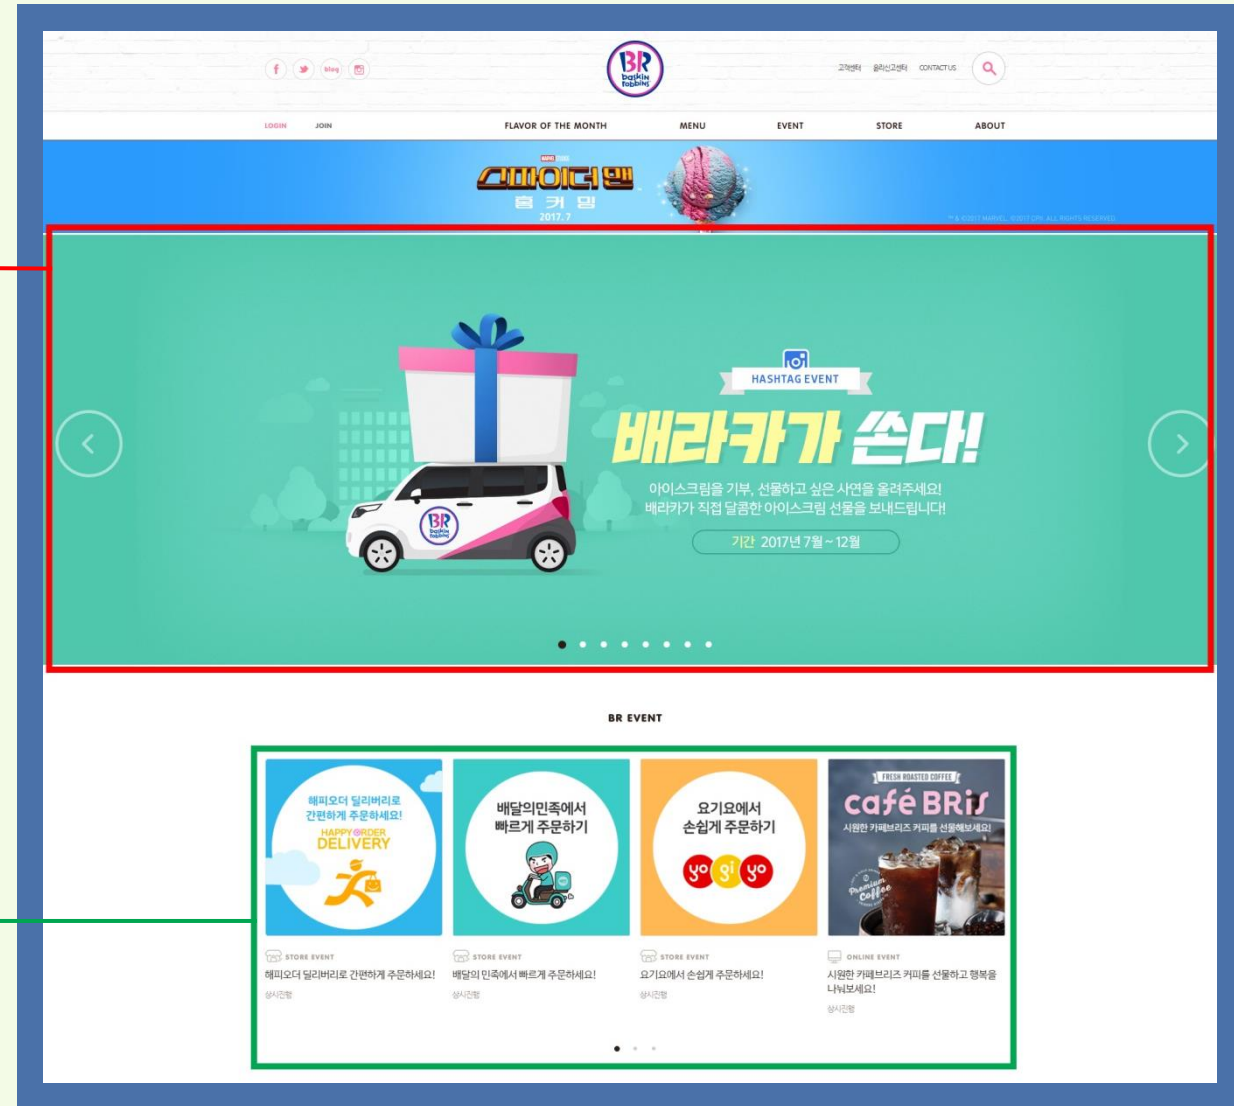 f blog
BR
baskin
robbins
고객센터 윤리신고센터 CONTACT US
LOGIN JOIN FLAVOR OF THE MONTH MENU EVENT STORE ABOUT
MARVEL STUDIOS
스파이더맨
홈커밍
2017.7
HASHTAG EVENT
배라카가 쏜다!
아이스크림을 기부, 선물하고 싶은 사연을 올려주세요!
배라카가 직접 달콤한 아이스크림 선물을 보내드립니다!
기간 2017년 7월 ~ 12월
BR
baskin
robbins
BR EVENT
해피오더 딜리버리로
간편하게 주문하세요!
HAPPY ORDER
DELIVERY
배달의민족에서
빠르게 주문하기
요기요에서
손쉽게 주문하기
yo gi yo
FRESH ROASTED COFFEE
café BRiS
시원한 카페브리즈 커피를 선물해보세요!
Premium
Coffee
STORE EVENT
해피오더 딜리버리로 간편하게 주문하세요!
상시진행
STORE EVENT
배달의 민족에서 빠르게 주문하세요!
상시진행
STORE EVENT
요기요에서 손쉽게 주문하세요!
상시진행
ONLINE EVENT
시원한 카페브리즈 커피를 선물하고 행복을
나눠보세요!
상시진행